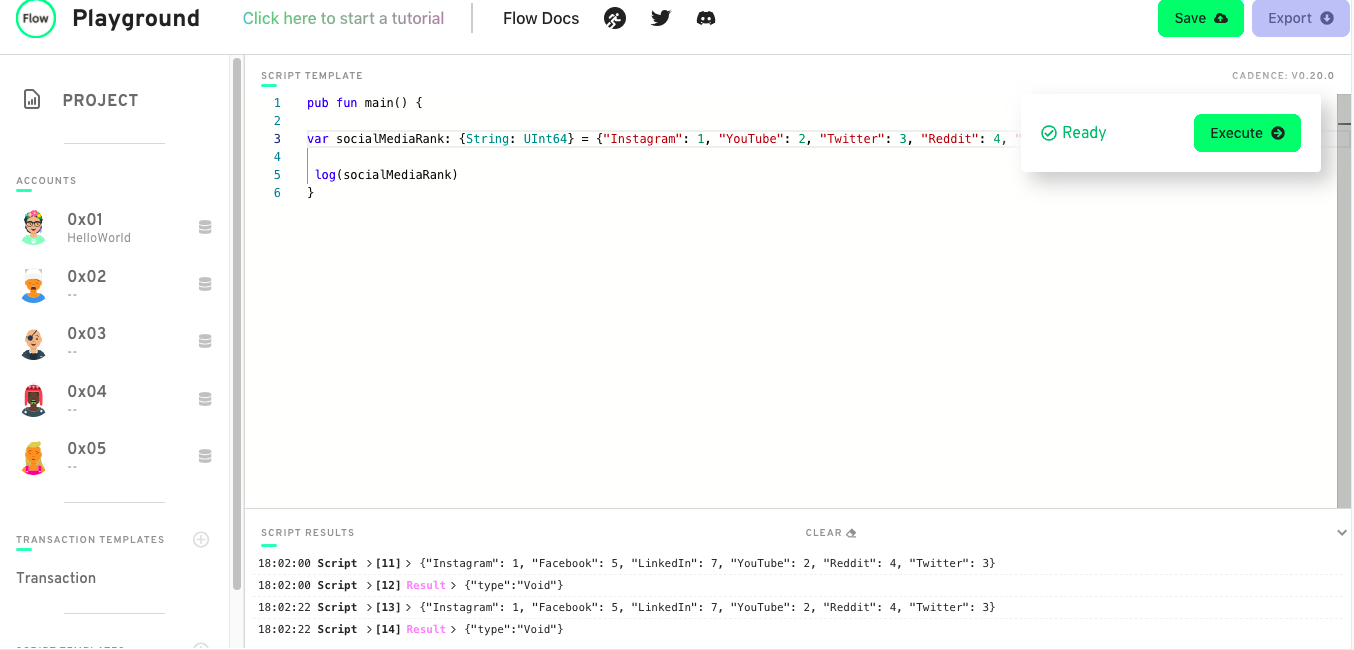 Flow Playground Click here to start a tutorial Flow Docs Save Export
SCRIPT TEMPLATE CADENCE: V0.20.0
PROJECT
1 pub fun main() {
2
3 var socialMediaRank: {String: UInt64} = {"Instagram": 1, "YouTube": 2, "Twitter": 3, "Reddit": 4, "
4
5 log(socialMediaRank)
6 }
Ready Execute
ACCOUNTS
0x01
HelloWorld
0x02
--
0x03
--
0x04
--
0x05
--
TRANSACTION TEMPLATES
Transaction
SCRIPT TEMPLATES
SCRIPT RESULTS CLEAR
18:02:00 Script >[11]> {"Instagram": 1, "Facebook": 5, "LinkedIn": 7, "YouTube": 2, "Reddit": 4, "Twitter": 3}
18:02:00 Script >[12] Result > {"type":"Void"}
18:02:22 Script >[13]> {"Instagram": 1, "Facebook": 5, "LinkedIn": 7, "YouTube": 2, "Reddit": 4, "Twitter": 3}
18:02:22 Script >[14] Result > {"type":"Void"}